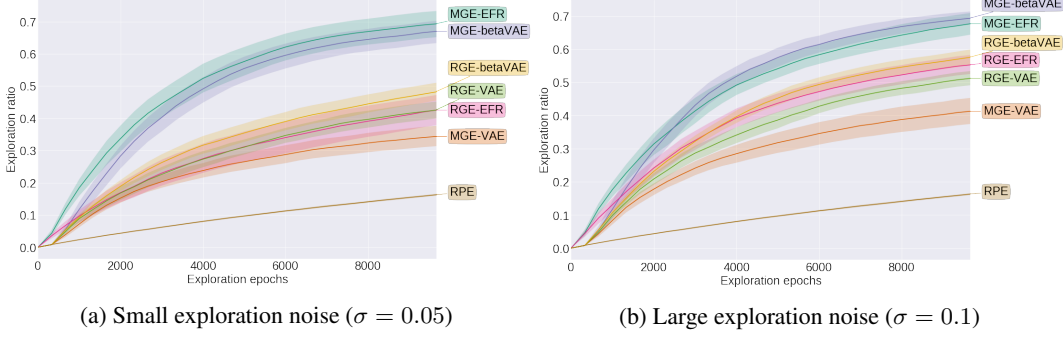 Exploration ratio
0.7
0.6
0.5
0.4
0.3
0.2
0.1
0.0
0
2000
4000
6000
8000
Exploration epochs
MGE-EFR
MGE-betaVAE
RGE-betaVAE
RGE-VAE
RGE-EFR
MGE-VAE
RPE
(a) Small exploration noise (σ = 0.05)
Exploration ratio
0.7
0.6
0.5
0.4
0.3
0.2
0.1
0.0
0
2000
4000
6000
8000
Exploration epochs
MGE-betaVAE
MGE-EFR
RGE-betaVAE
RGE-EFR
RGE-VAE
MGE-VAE
RPE
(b) Large exploration noise (σ = 0.1)